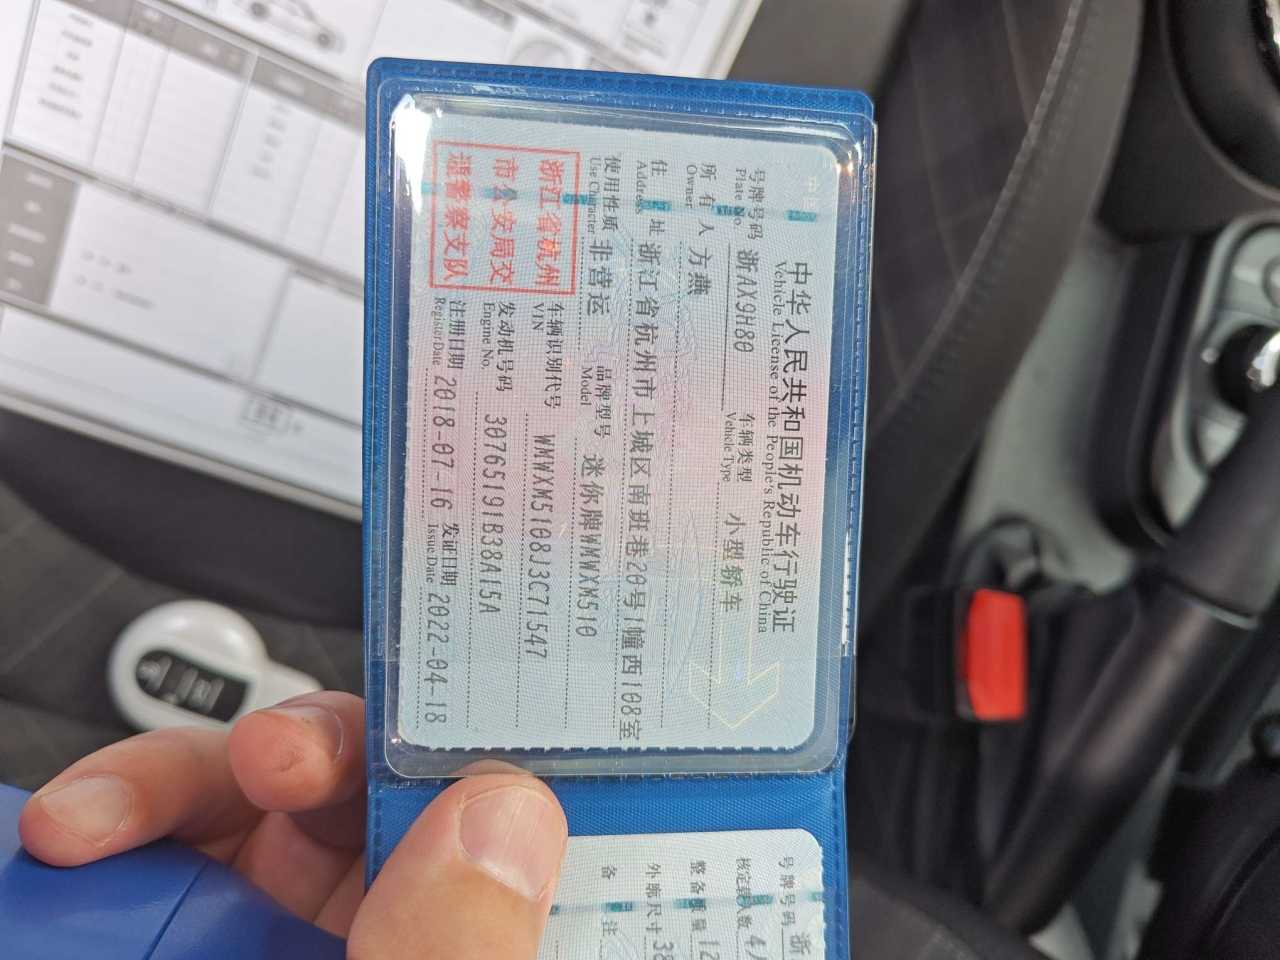 中华人民共和国机动车行驶证
Vehicle License of the People's Republic of China
号牌号码 浙AX9H80 车辆类型 小型轿车
Plate No. Vehicle Type
所有人 方燕
Owner
住址 浙江省杭州市上城区南班巷20号1幢西108室
Address
使用性质 非营运 品牌型号 迷你牌WMWXM510
Use Character Model
浙江省杭州
市公安局交
通警察支队
车辆识别代号 WMWXM5108J3C71547
VIN
发动机号码 30765191B38A15A
Engine No.
注册日期 2018-07-16 发证日期 2022-04-18
Register Date Issue Date
号牌号码 浙
核定载人数 4人
整备质量 12
外廓尺寸 38
备注